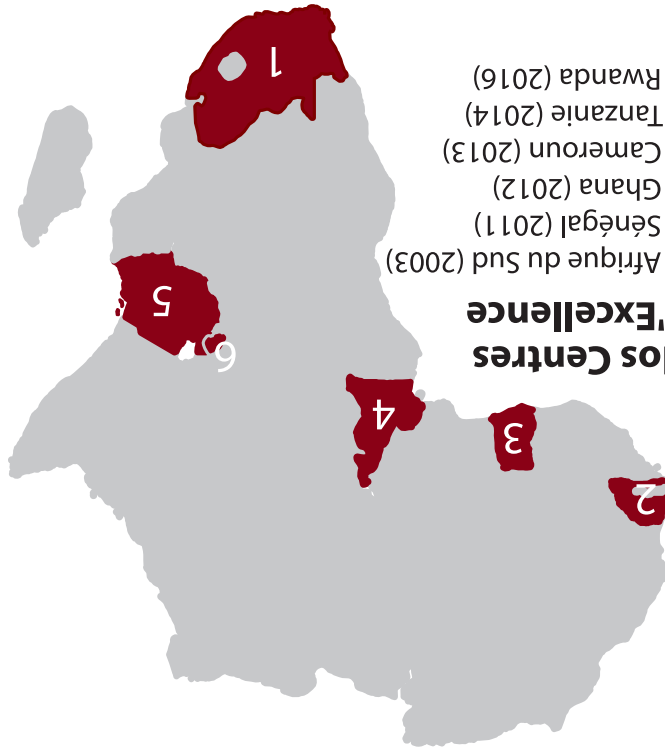 2
3
4
6
5
1
Centres
'Excellence
Afrique du Sud (2003)
Sénégal (2011)
Ghana (2012)
Cameroun (2013)
Tanzanie (2014)
Rwanda (2016)